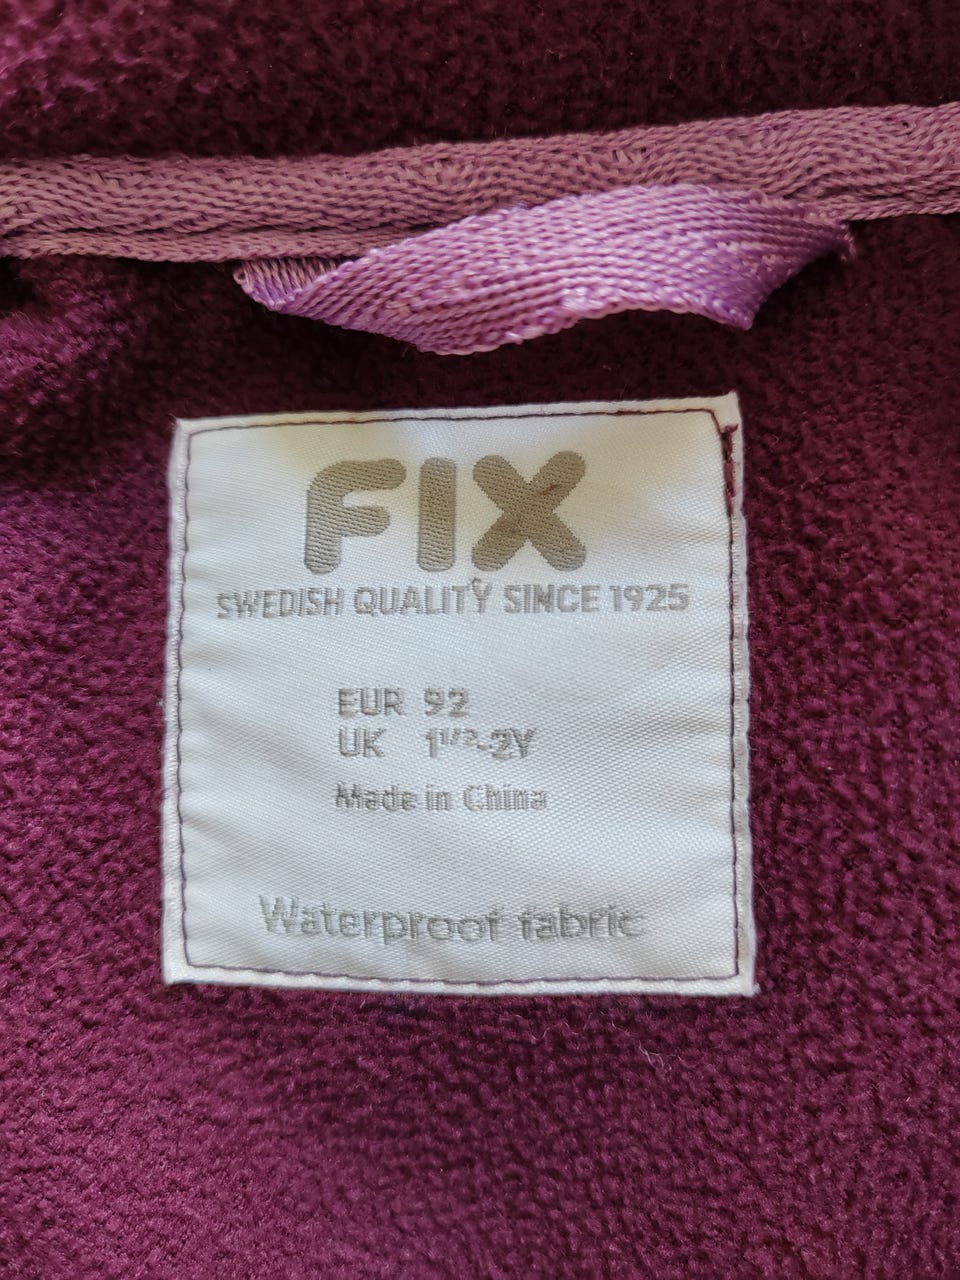 FIX
SWEDISH QUALITY SINCE 1925
EUR 92
UK 1¹/²-2Y
Made in China
Waterproof fabric